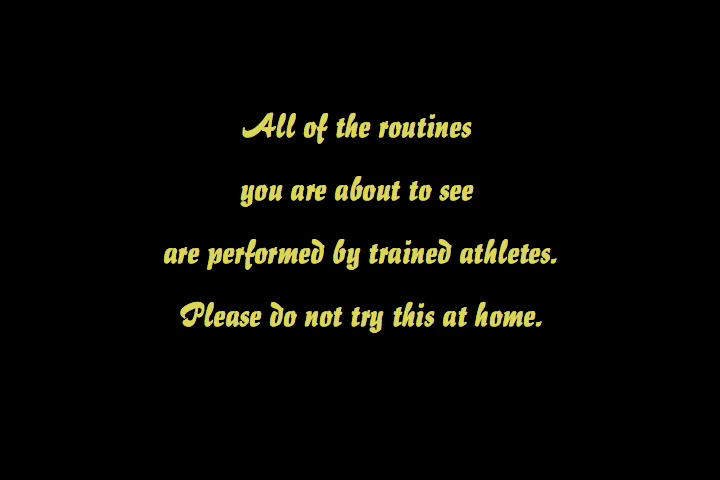 All of the routines
you are about to see
are performed by trained athletes.
Please do not try this at home.